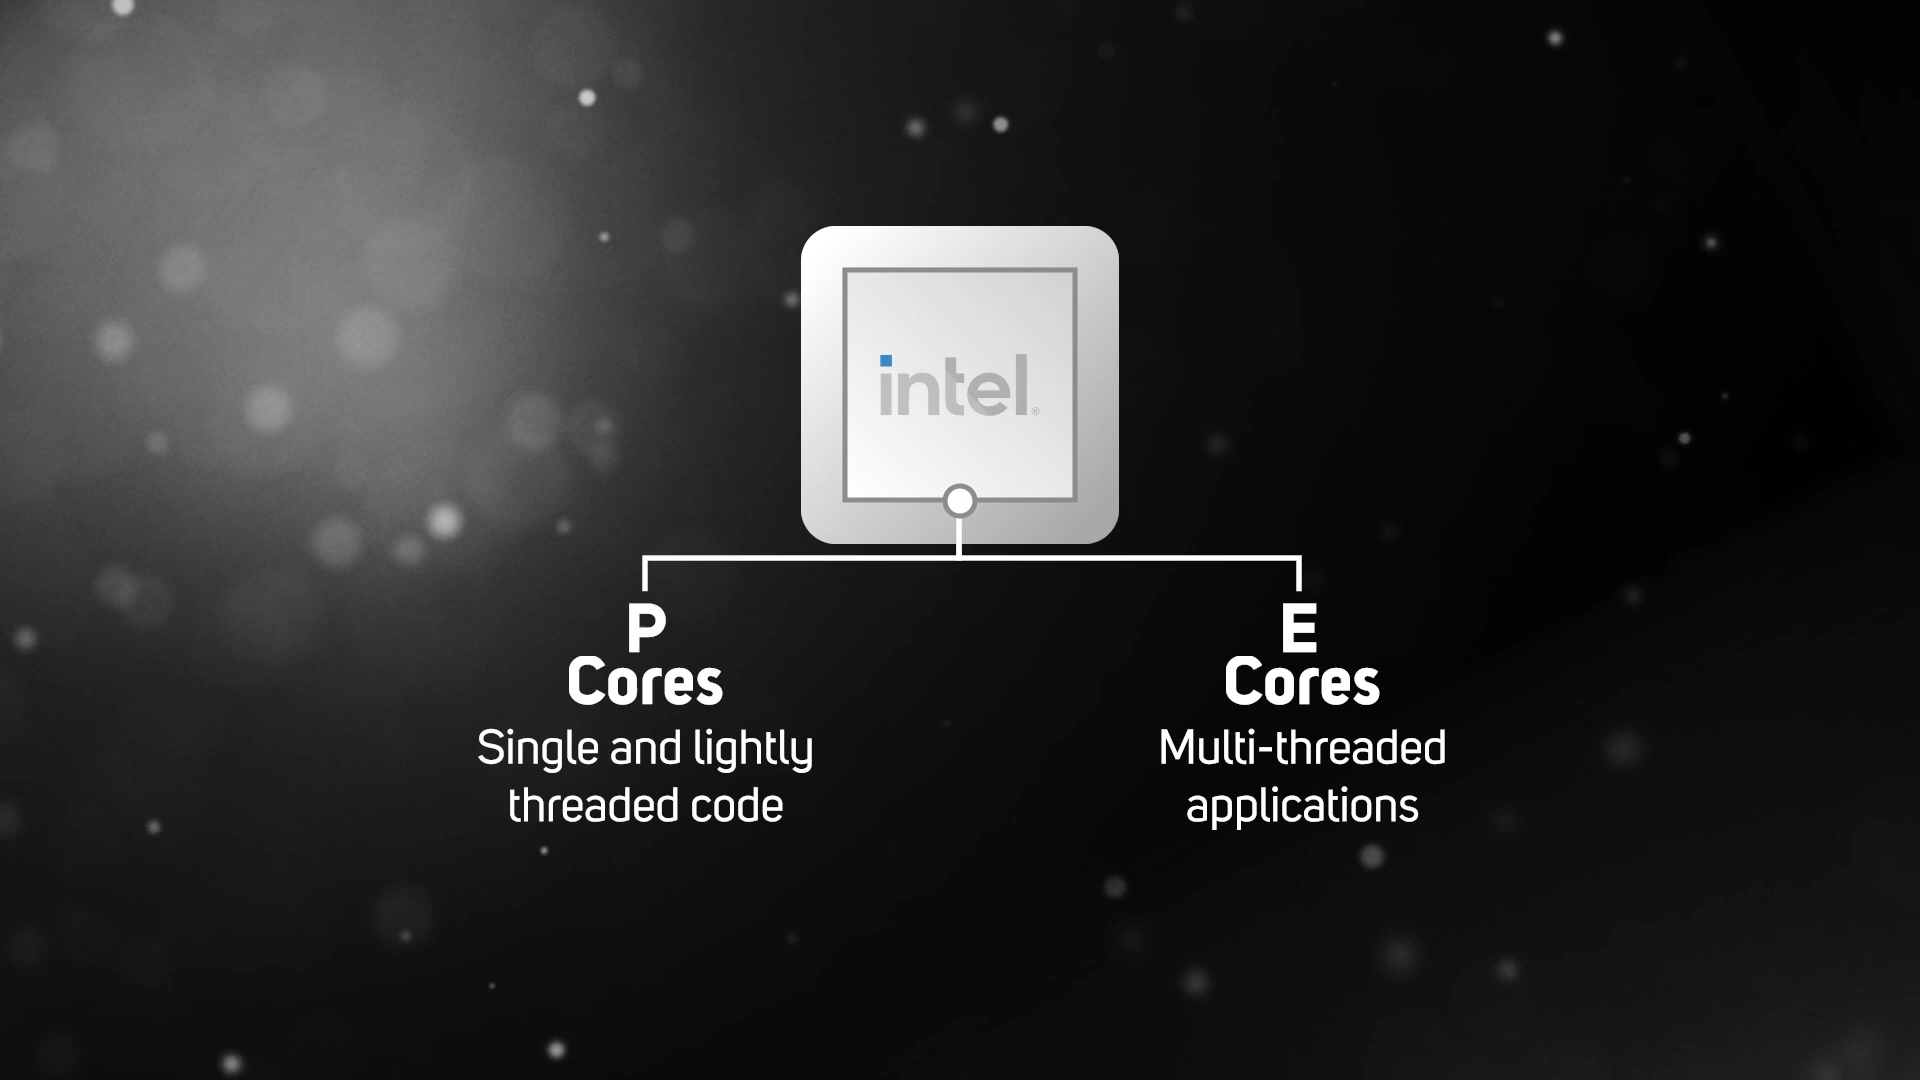 intel®
P
Cores
Single and lightly
threaded code
E
Cores
Multi-threaded
applications